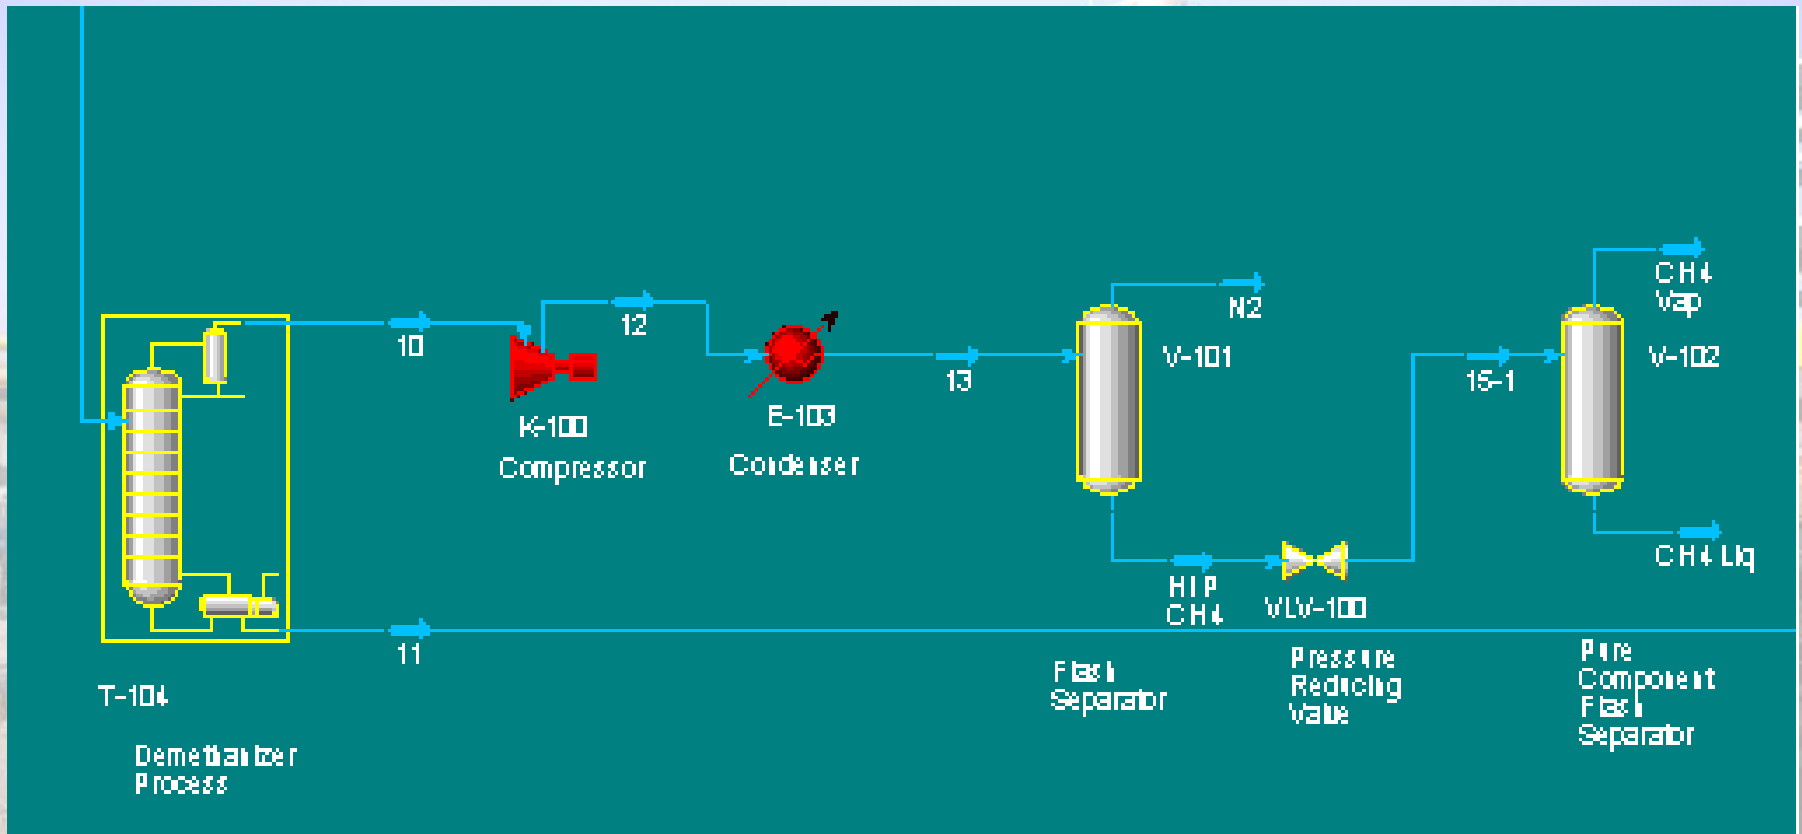 CH4
Vap
N2
10
12
V-101
V-102
13
15-1
E-103
K-100
Condenser
Compressor
CH4 Liq
HIP
CH4
VLV-100
11
Pressure
Reducing
Value
Flash
Separator
Pure
Component
Flash
Separator
T-104
Demethanizer
Process